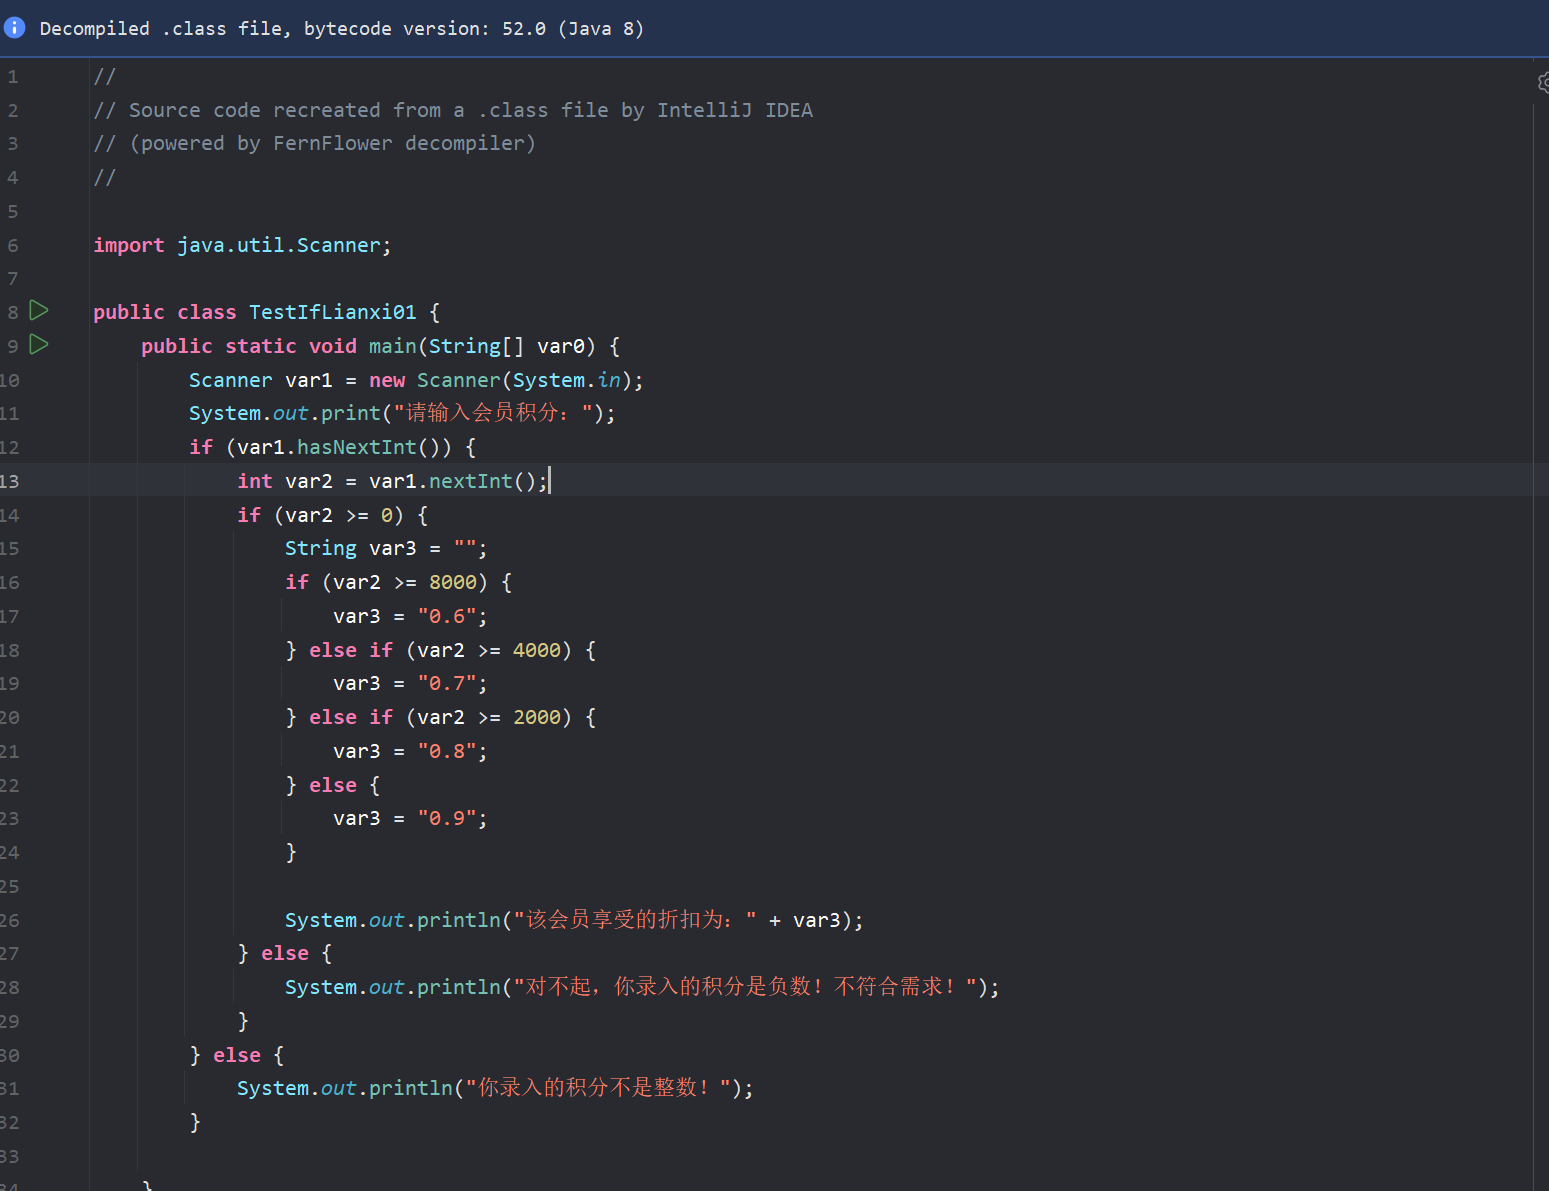 Decompiled .class file, bytecode version: 52.0 (Java 8)
1 //
2 // Source code recreated from a .class file by IntelliJ IDEA
3 // (powered by FernFlower decompiler)
4 //
5
6 import java.util.Scanner;
7
8 public class TestIfLianxi01 {
9 public static void main(String[] var0) {
10 Scanner var1 = new Scanner(System.in);
11 System.out.print("请输入会员积分：");
12 if (var1.hasNextInt()) {
13 int var2 = var1.nextInt();
14 if (var2 >= 0) {
15 String var3 = "";
16 if (var2 >= 8000) {
17 var3 = "0.6";
18 } else if (var2 >= 4000) {
19 var3 = "0.7";
20 } else if (var2 >= 2000) {
21 var3 = "0.8";
22 } else {
23 var3 = "0.9";
24 }
25
26 System.out.println("该会员享受的折扣为：" + var3);
27 } else {
28 System.out.println("对不起，你录入的积分是负数！不符合需求！");
29 }
30 } else {
31 System.out.println("你录入的积分不是整数！");
32 }
33
34 }